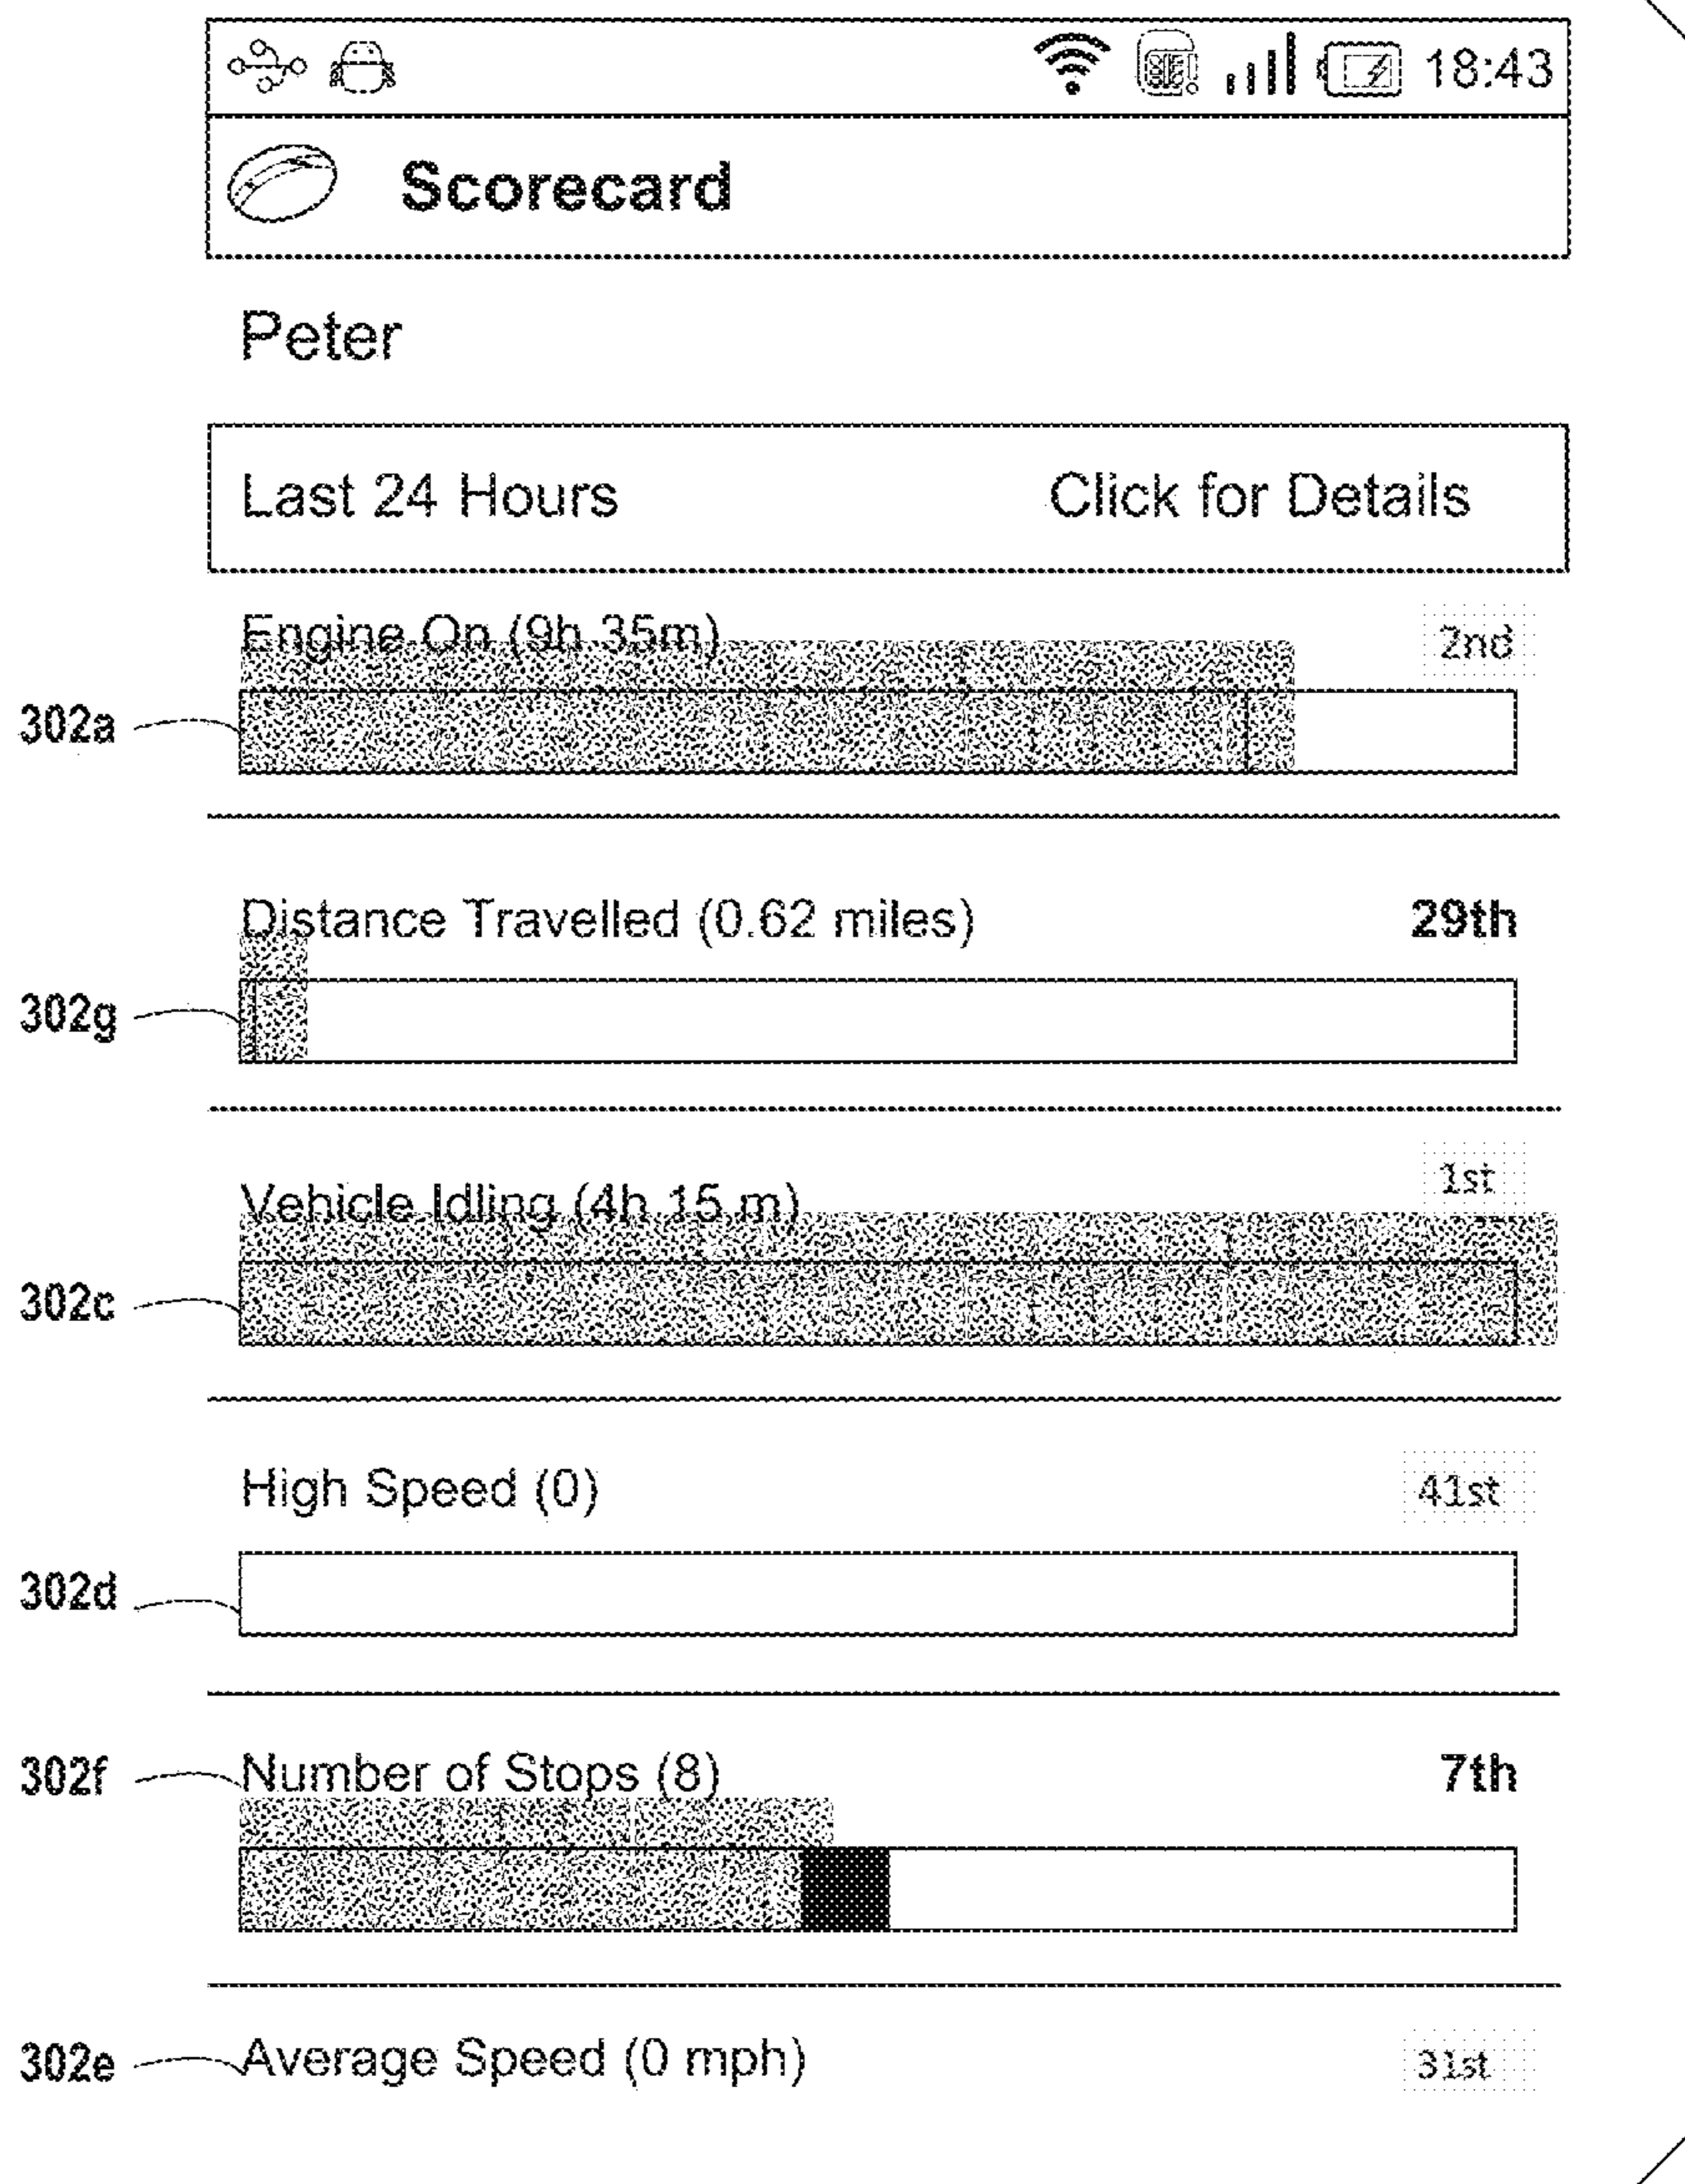 18:43
Scorecard
Peter
Last 24 Hours Click for Details
Engine On (9h 35m) 2nd
302a
Distance Travelled (0.62 miles) 29th
302g
1st
Vehicle Idling (4h 15 m)
302c
High Speed (0) 41st
302d
302f Number of Stops (8) 7th
302e Average Speed (0 mph) 31st